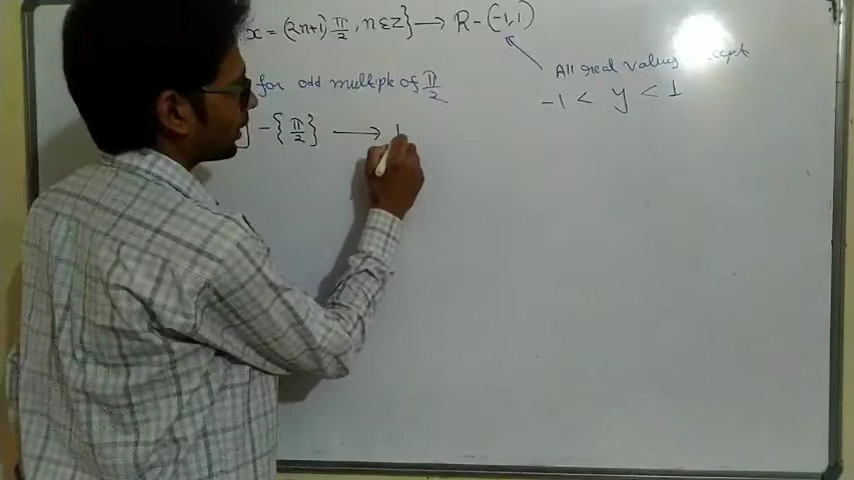 x = (2n+1) π/2, n ∈ Z} → R - (-1, 1)
All real values except
for odd multiple of π/2
-1 < y < 1
] - {π/2} →